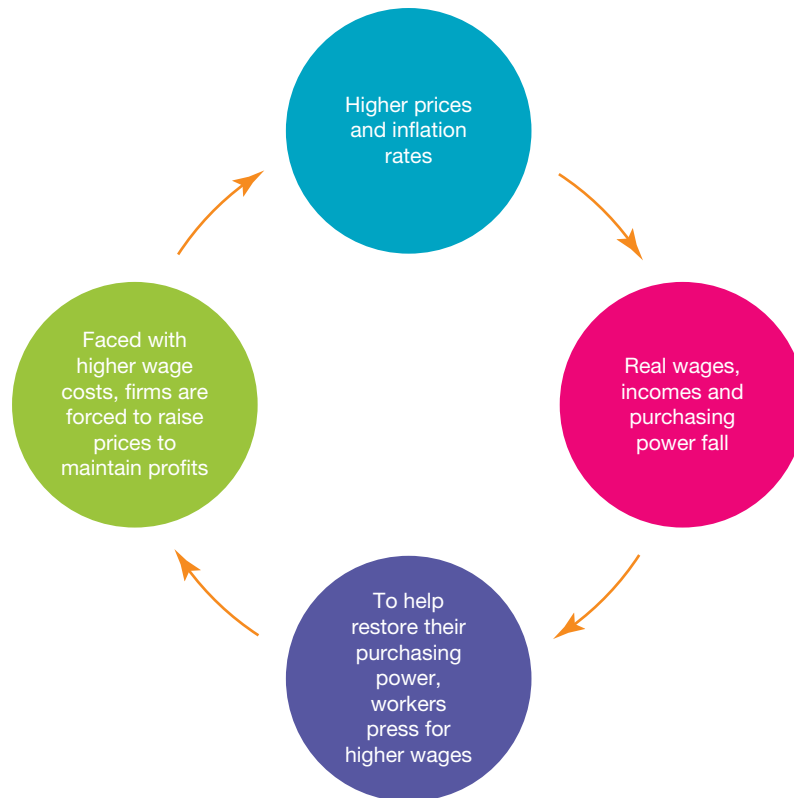 Higher prices
and inflation
rates
Real wages,
incomes and
purchasing
power fall
To help
restore their
purchasing
power,
workers
press for
higher wages
Faced with
higher wage
costs, firms are
forced to raise
prices to
maintain profits